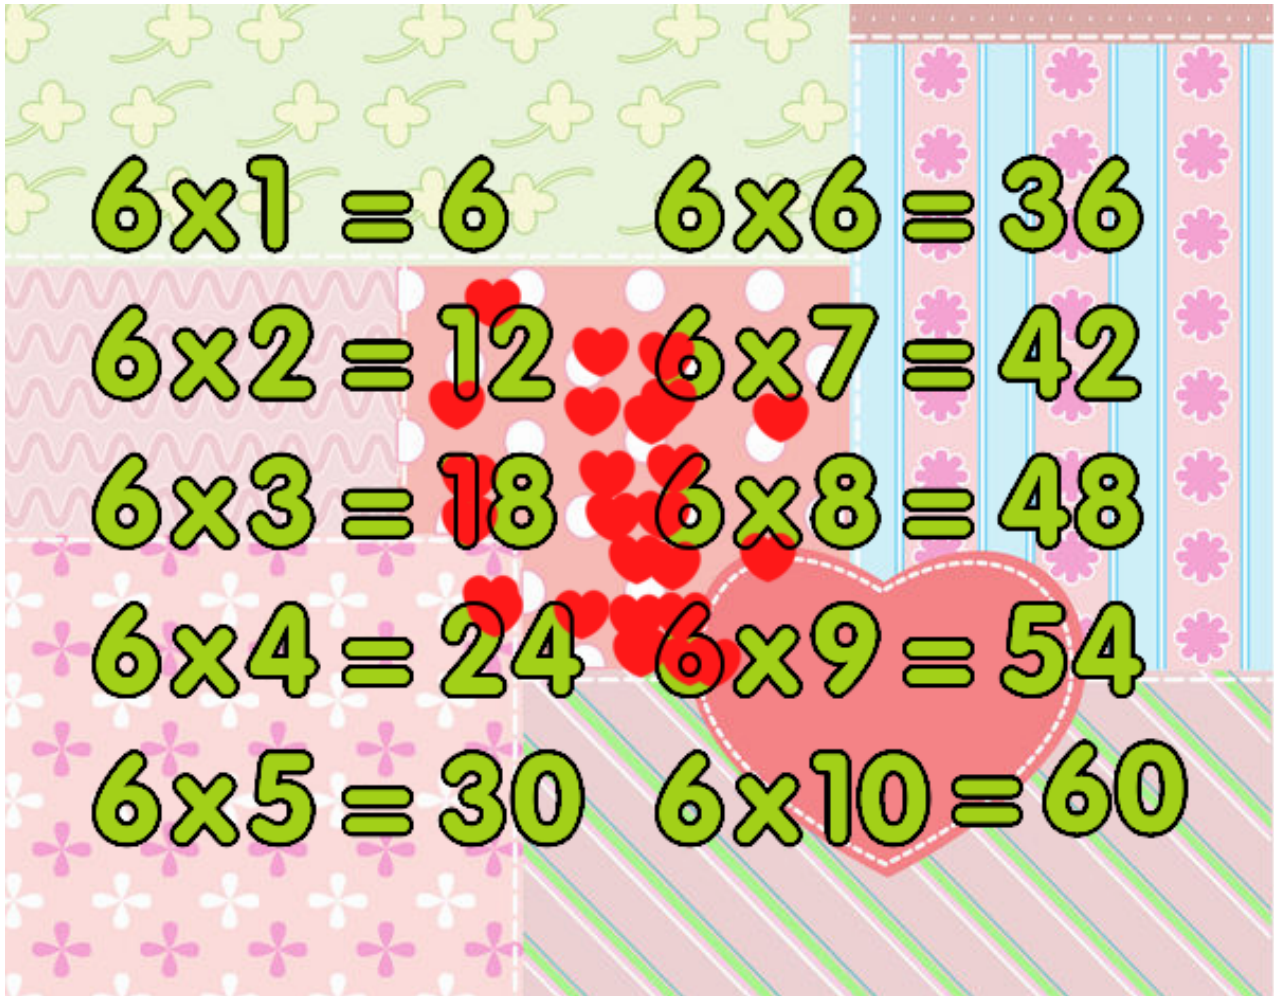 6x1 = 6
6x2 = 12
6x3 = 18
6x4 = 24
6x5 = 30
6x6 = 36
6x7 = 42
6x8 = 48
6x9 = 54
6x10 = 60